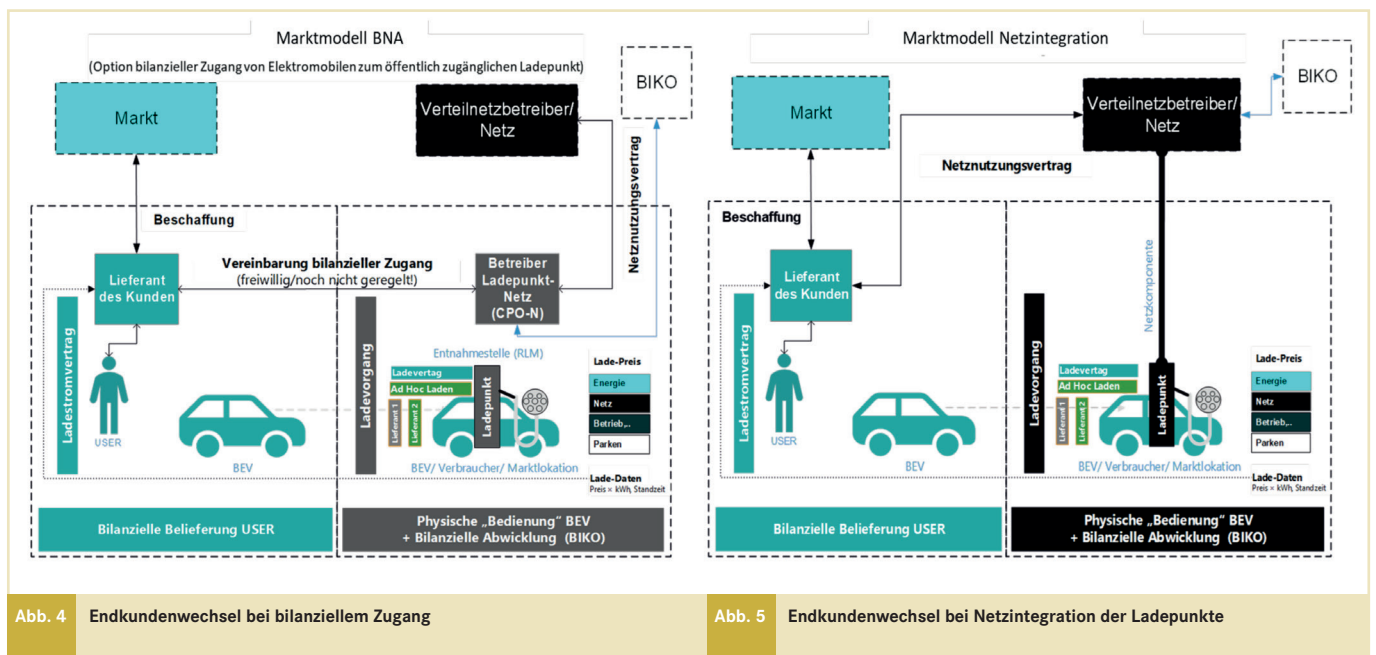 Marktmodell BNA
(Option bilanzieller Zugang von Elektromobilen zum öffentlich zugänglichen Ladepunkt)
BIKO
Markt
Verteilnetzbetreiber/
Netz
Netznutzungsvertrag
Beschaffung
Lieferant
des Kunden
Vereinbarung bilanzieller Zugang
(freiwillig/noch nicht geregelt!)
Betreiber
Ladepunkt-
Netz
(CPO-N)
Ladestromvertrag
USER
BEV
Ladevorgang
Entnahmestelle (RLM)
Ladevertag
Ad Hoc Laden
Lieferant 1
Lieferant 2
Ladepunkt
BEV/ Verbraucher/ Marktlokation
Lade-Preis
Energie
Netz
Betrieb,..
Parken
Lade-Daten
Preis × kWh, Standzeit
Bilanzielle Belieferung USER
Physische „Bedienung" BEV
+ Bilanzielle Abwicklung (BIKO)
Abb. 4 Endkundenwechsel bei bilanziellem Zugang
Marktmodell Netzintegration
BIKO
Markt
Verteilnetzbetreiber/
Netz
Netznutzungsvertrag
Beschaffung
Lieferant
des Kunden
Netzkomponente
Ladestromvertrag
USER
BEV
Ladevorgang
Ladevertag
Ad Hoc Laden
Lieferant 1
Lieferant 2
Ladepunkt
BEV/ Verbraucher/ Marktlokation
Lade-Preis
Energie
Netz
Betrieb,..
Parken
Lade-Daten
Preis × kWh, Standzeit
Bilanzielle Belieferung USER
Physische „Bedienung" BEV
+ Bilanzielle Abwicklung (BIKO)
Abb. 5 Endkundenwechsel bei Netzintegration der Ladepunkte